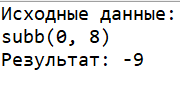 Исходные данные:
subb(0, 8)
Результат: -9